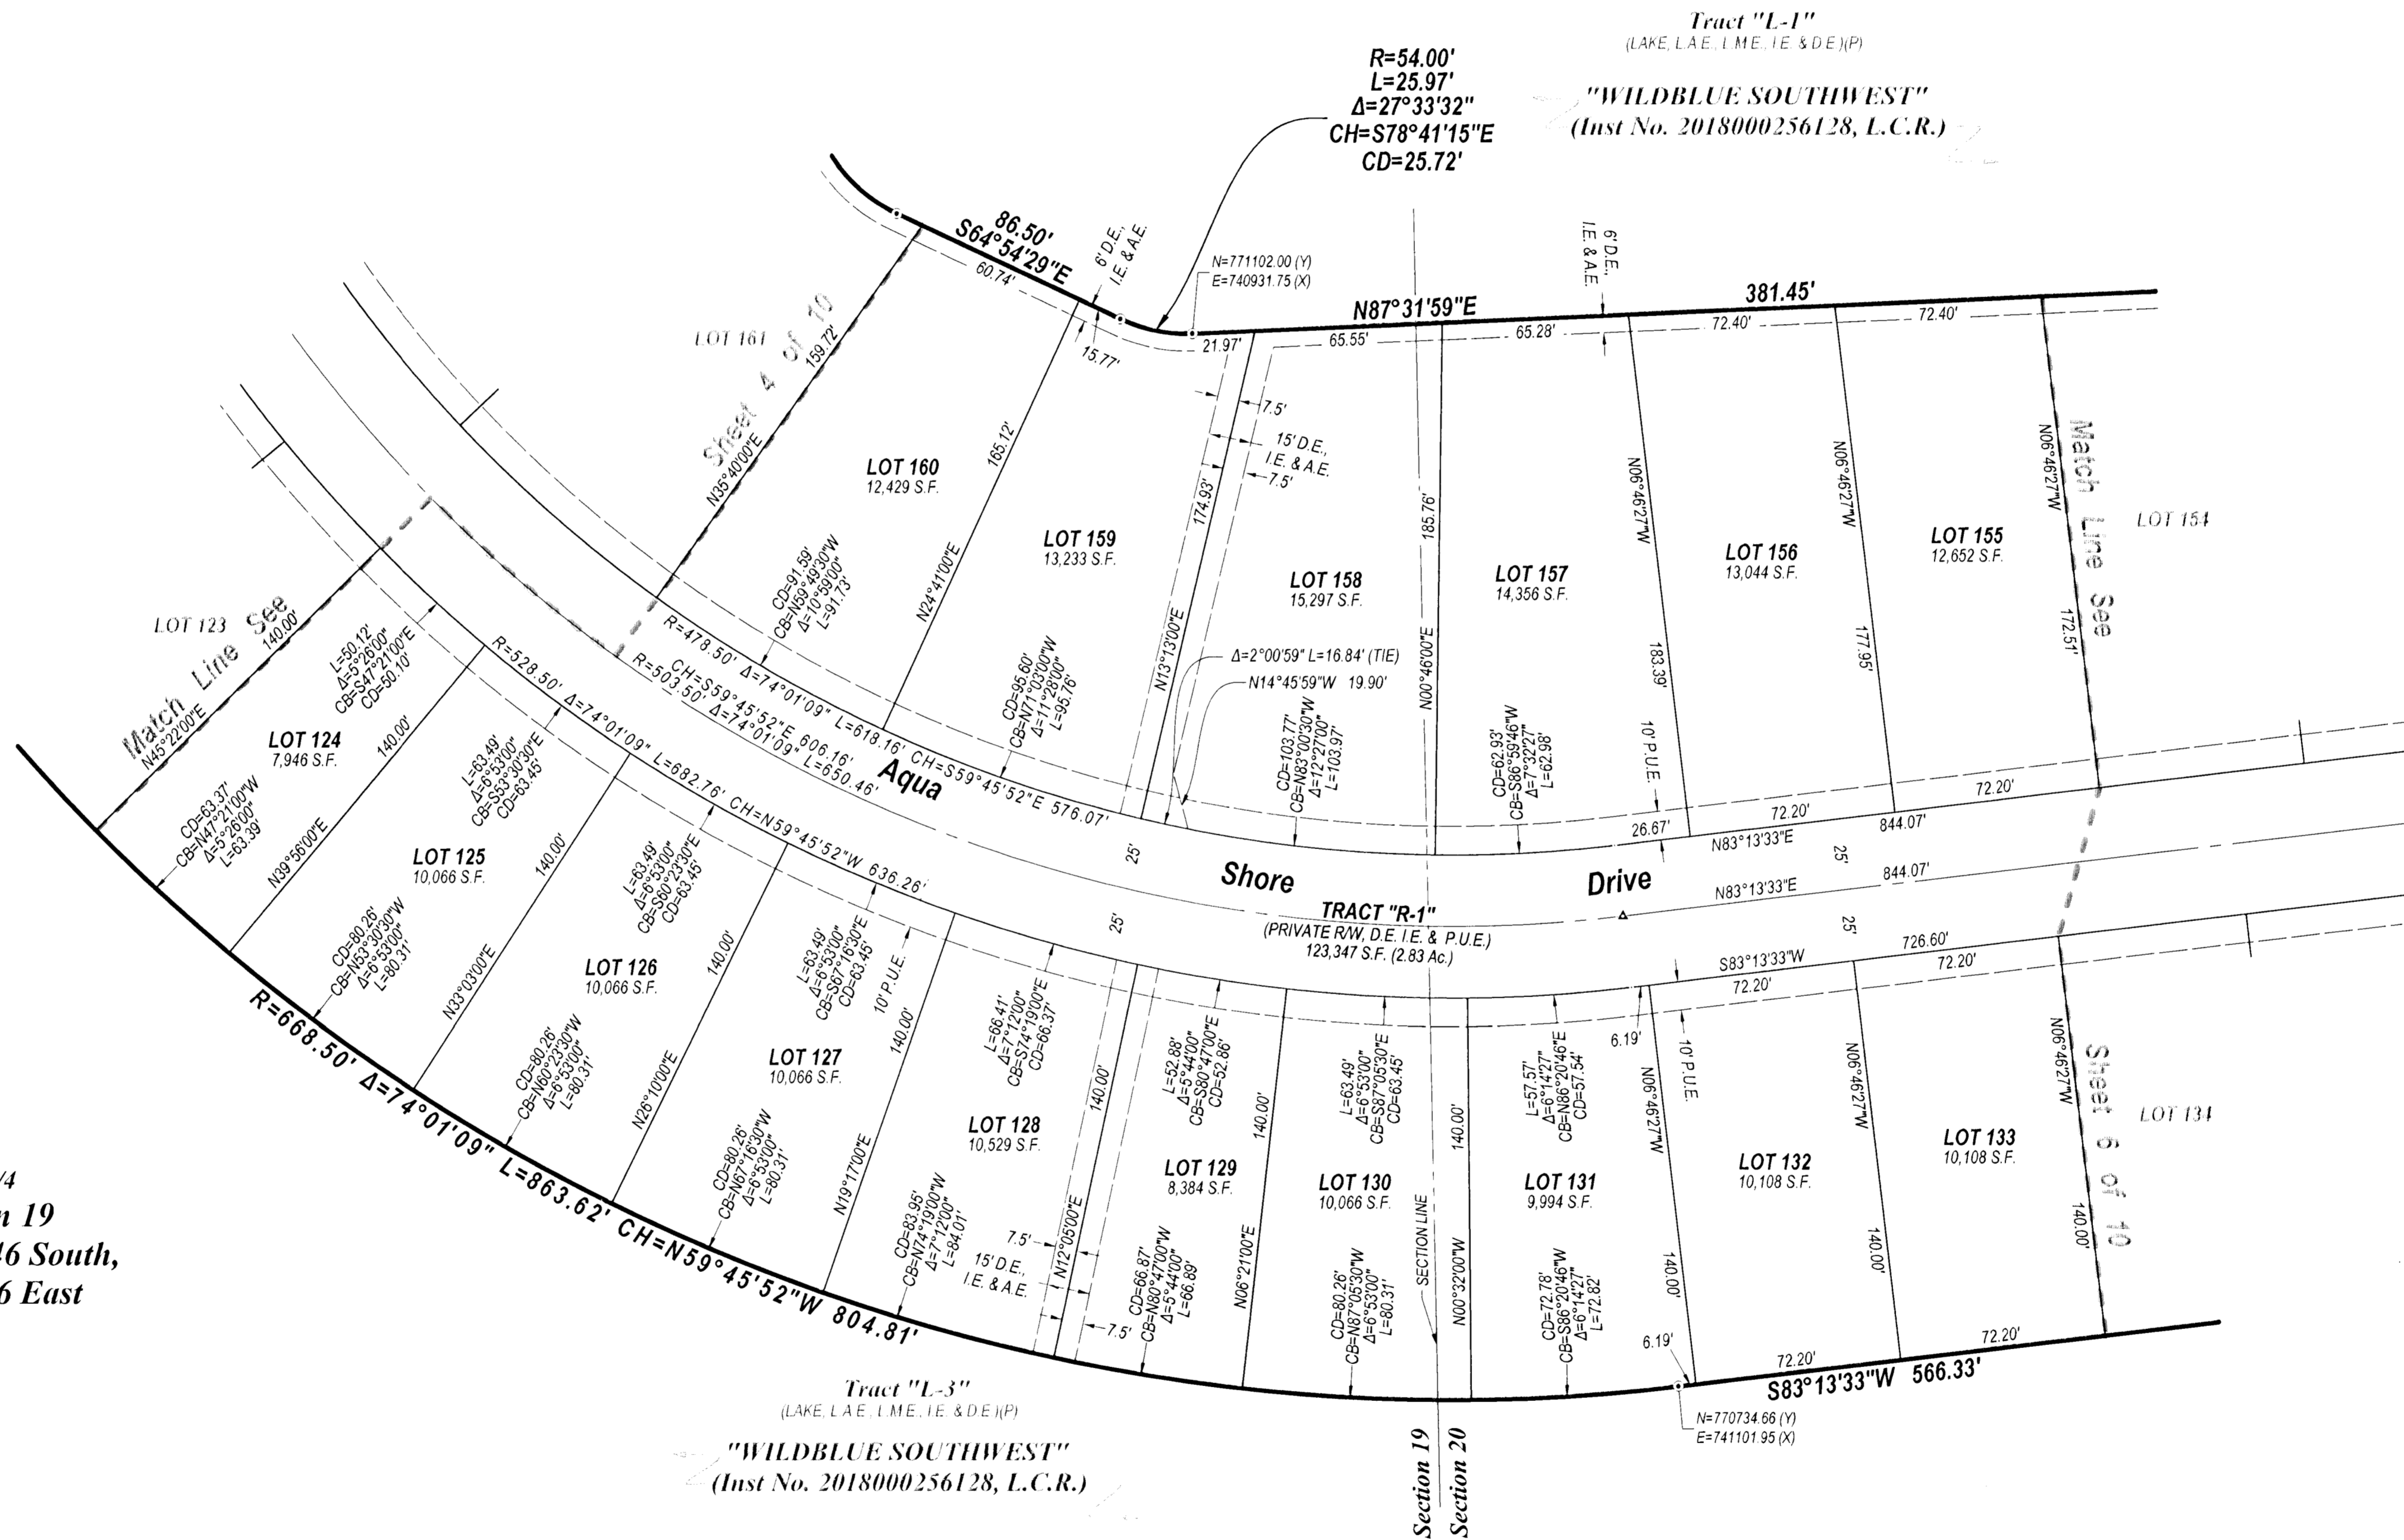 Tract "L-1"
(LAKE, L.A.E., L.M.E., I.E. & D.E.)(P)
"WILDBLUE SOUTHWEST"
(Inst No. 2018000256128, L.C.R.)
R=54.00'
L=25.97'
Δ=27°33'32"
CH=S78°41'15"E
CD=25.72'
86.50'
S64°54'29"E
60.74'
6' D.E.,
I.E. & A.E.
N=771102.00 (Y)
E=740931.75 (X)
6' D.E.,
I.E. & A.E.
N87°31'59"E
381.45'
15.77'
21.97'
65.55'
65.28'
72.40'
72.40'
LOT 161
Sheet 4 of 10
159.72'
N35°40'00"E
LOT 160
12,429 S.F.
165.12'
N24°41'00"E
CD=91.59'
CB=N59°49'30"W
Δ=10°59'00"
L=91.73'
LOT 159
13,233 S.F.
CD=95.60'
CB=N71°03'00"W
Δ=11°28'00"
L=95.76'
174.93'
N13°13'00"E
7.5'
15' D.E.,
I.E. & A.E.
7.5'
LOT 158
15,297 S.F.
Δ=2°00'59" L=16.84' (TIE)
N14°45'59"W 19.90'
CD=103.77'
CB=N83°00'30"W
Δ=12°27'00"
L=103.97'
185.76'
N00°46'00"E
LOT 157
14,356 S.F.
CD=62.93'
CB=S86°59'46"W
Δ=7°32'27"
L=62.98'
N06°46'27"W
183.39'
10' P.U.E.
26.67'
LOT 156
13,044 S.F.
N06°46'27"W
177.95'
72.20'
LOT 155
12,652 S.F.
N06°46'27"W
172.51'
72.20'
Match Line See
LOT 154
N83°13'33"E
844.07'
R=478.50' Δ=74°01'09" L=618.16' CH=S59°45'52"E 576.07'
CH=S59°45'52"E 606.16'
R=503.50' Δ=74°01'09" L=650.46'
R=528.50' Δ=74°01'09" L=682.76' CH=N59°45'52"W 636.26'
Aqua
Shore
Drive
25'
25'
25'
25'
N83°13'33"E
844.07'
TRACT "R-1"
(PRIVATE R/W, D.E. I.E. & P.U.E.)
123,347 S.F. (2.83 Ac.)
S83°13'33"W
726.60'
72.20'
72.20'
LOT 123
Match Line See
140.00'
N45°22'00"E
L=50.12'
Δ=5°26'00"
CB=S47°21'00"E
CD=50.10'
LOT 124
7,946 S.F.
CD=63.37'
CB=N47°21'00"W
Δ=5°26'00"
L=63.39'
140.00'
N39°56'00"E
L=63.49'
Δ=6°53'00"
CB=S53°30'30"E
CD=63.45'
LOT 125
10,066 S.F.
CD=80.26'
CB=N53°30'30"W
Δ=6°53'00"
L=80.31'
140.00'
N33°03'00"E
L=63.49'
Δ=6°53'00"
CB=S60°23'30"E
CD=63.45'
LOT 126
10,066 S.F.
CD=80.26'
CB=N60°23'30"W
Δ=6°53'00"
L=80.31'
140.00'
N26°10'00"E
L=63.49'
Δ=6°53'00"
CB=S67°16'30"E
CD=63.45'
10' P.U.E.
LOT 127
10,066 S.F.
CD=80.26'
CB=N67°16'30"W
Δ=6°53'00"
L=80.31'
140.00'
N19°17'00"E
L=66.41'
Δ=7°12'00"
CB=S74°19'00"E
CD=66.37'
LOT 128
10,529 S.F.
CD=83.95'
CB=N74°19'00"W
Δ=7°12'00"
L=84.01'
140.00'
N12°05'00"E
7.5'
15' D.E.,
I.E. & A.E.
7.5'
L=52.88'
Δ=5°44'00"
CB=S80°47'00"E
CD=52.86'
LOT 129
8,384 S.F.
CD=66.87'
CB=N80°47'00"W
Δ=5°44'00"
L=66.89'
140.00'
N06°21'00"E
L=63.49'
Δ=6°53'00"
CB=S87°05'30"E
CD=63.45'
LOT 130
10,066 S.F.
CD=80.26'
CB=N87°05'30"W
Δ=6°53'00"
L=80.31'
SECTION LINE
140.00'
N00°32'00"W
L=57.57'
Δ=6°14'27"
CB=N86°20'46"E
CD=57.54'
LOT 131
9,994 S.F.
CD=72.78'
CB=S86°20'46"W
Δ=6°14'27"
L=72.82'
6.19'
N06°46'27"W
10' P.U.E.
140.00'
6.19'
LOT 132
10,108 S.F.
N06°46'27"W
140.00'
72.20'
LOT 133
10,108 S.F.
N06°46'27"W
140.00'
72.20'
Sheet 6 of 10
LOT 134
R=668.50' Δ=74°01'09" L=863.62' CH=N59°45'52"W 804.81'
S83°13'33"W 566.33'
N=770734.66 (Y)
E=741101.95 (X)
/4
n 19
46 South,
6 East
Tract "L-3"
(LAKE, L.A.E., L.M.E., I.E. & D.E.)(P)
"WILDBLUE SOUTHWEST"
(Inst No. 2018000256128, L.C.R.)
Section 19
Section 20